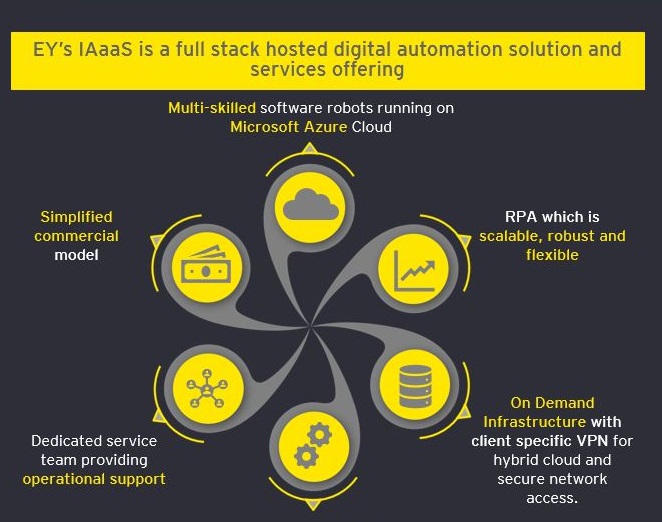 EY's IAaaS is a full stack hosted digital automation solution and
services offering
Multi-skilled software robots running on
Microsoft Azure Cloud
Simplified
commercial
model
RPA which is
scalable, robust and
flexible
Dedicated service
team providing
operational support
On Demand
Infrastructure with
client specific VPN for
hybrid cloud and
secure network
access.